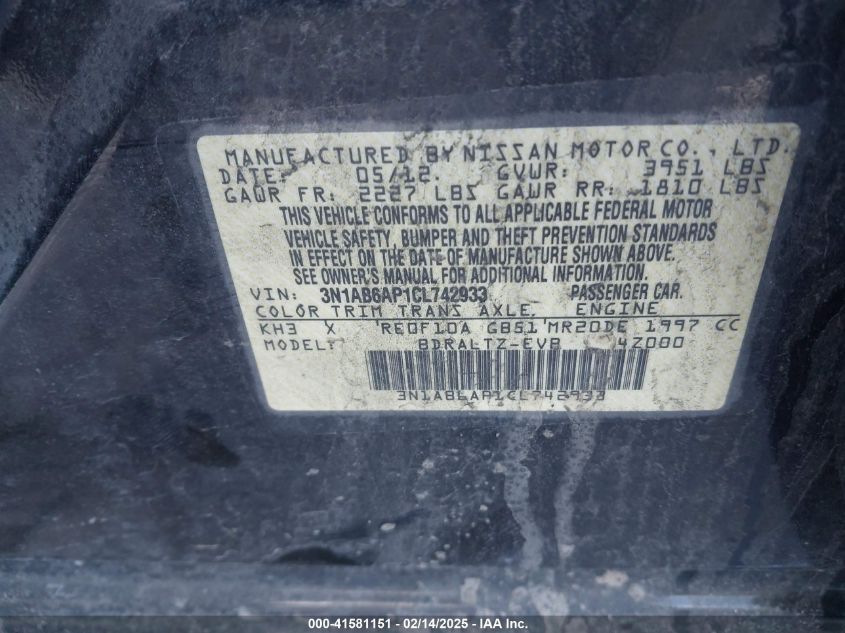 MANUFACTURED BY NISSAN MOTOR CO., LTD.
DATE: 05/12. GVWR: 3951 LBS
GAWR FR: 2227 LBS GAWR RR: 1810 LBS
THIS VEHICLE CONFORMS TO ALL APPLICABLE FEDERAL MOTOR
VEHICLE SAFETY, BUMPER AND THEFT PREVENTION STANDARDS
IN EFFECT ON THE DATE OF MANUFACTURE SHOWN ABOVE.
SEE OWNER'S MANUAL FOR ADDITIONAL INFORMATION.
VIN: 3N1AB6AP1CL742933 PASSENGER CAR.
COLOR TRIM TRANS AXLE. ENGINE
KH3 X 'RE0F10A GB51'MR20DE 1997 CC
MODEL: BDRALTZ-EVB 4Z080
3N1AB6AP1CL742933
000-41581151 - 02/14/2025 - IAA Inc.